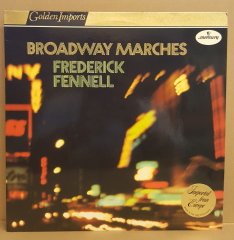 Golden Imports
Mercury
BROADWAY MARCHES
FREDERICK
FENNELL
Imported
from
Europe